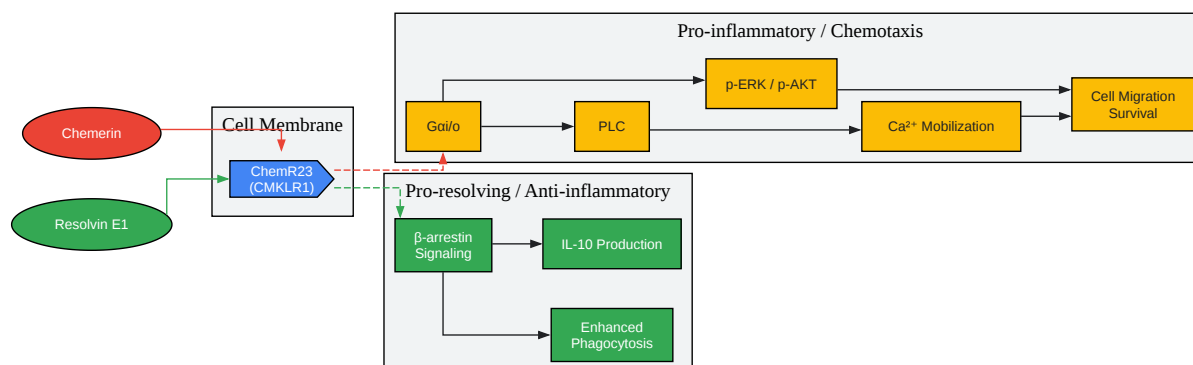 Pro-inflammatory / Chemotaxis
p-ERK / p-AKT
Cell Migration
Survival
Chemerin
Cell Membrane
Gαi/o
PLC
Ca²⁺ Mobilization
ChemR23
(CMKLR1)
Pro-resolving / Anti-inflammatory
Resolvin E1
β-arrestin
Signaling
IL-10 Production
Enhanced
Phagocytosis